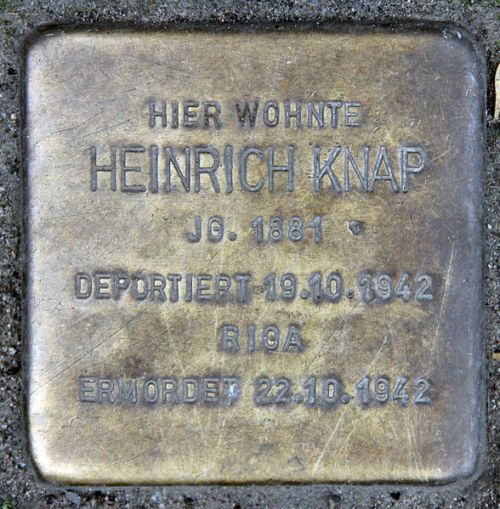 HIER WOHNTE
HEINRICH KNAP
JG. 1881
DEPORTIERT 19.10.1942
RIGA
ERMORDET 22.10.1942